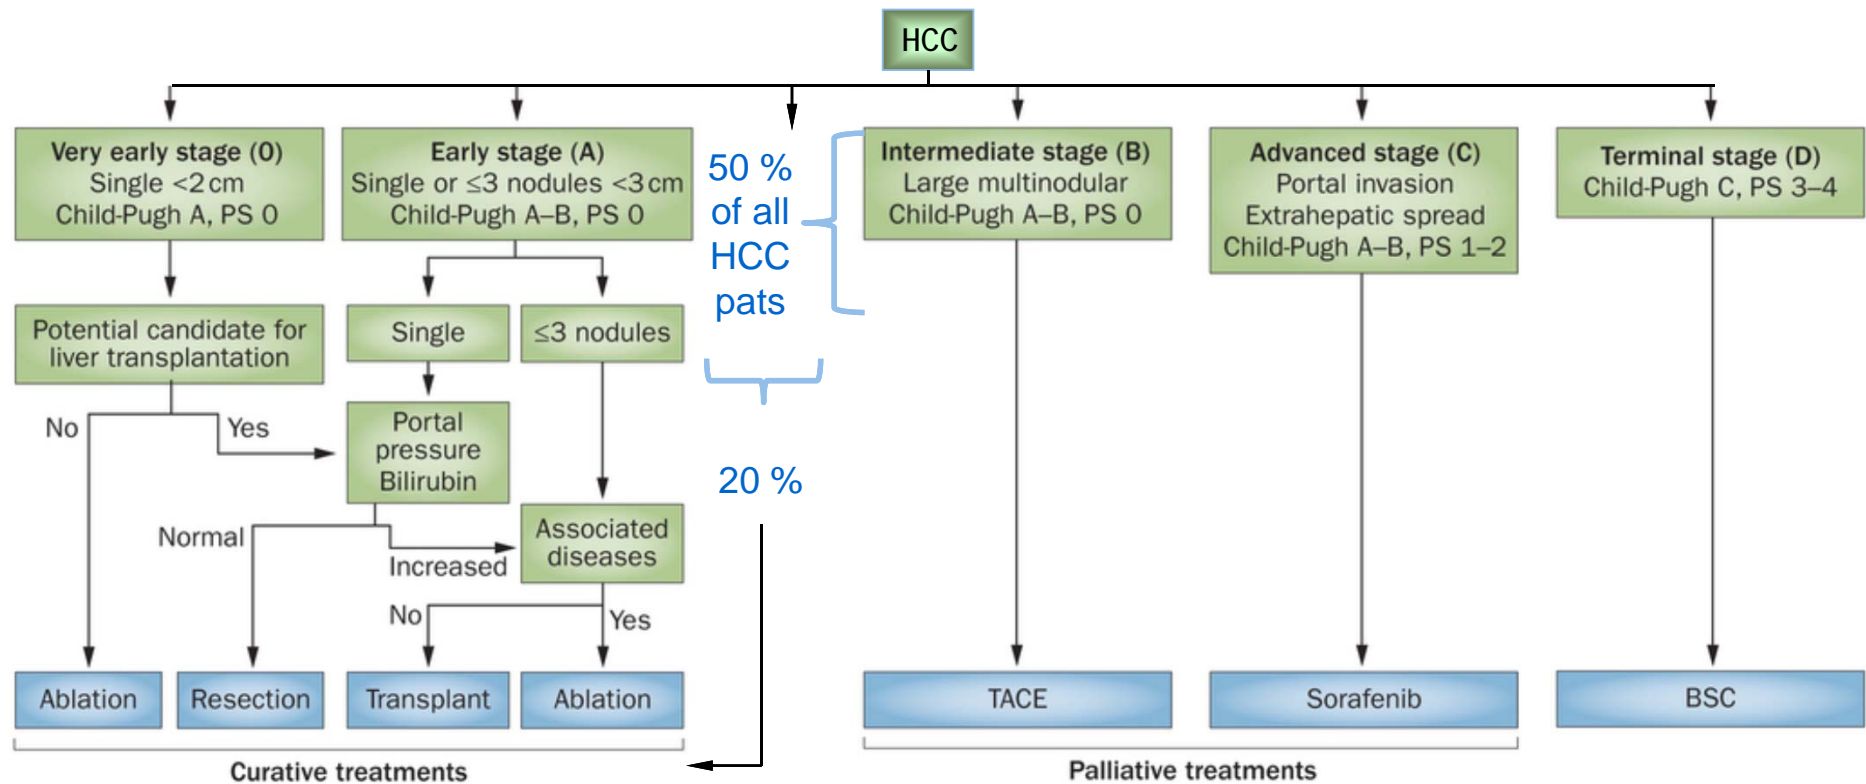 HCC
Very early stage (0)
Single <2 cm
Child-Pugh A, PS 0
Early stage (A)
Single or ≤3 nodules <3 cm
Child-Pugh A–B, PS 0
50 %
of all
HCC
pats
Intermediate stage (B)
Large multinodular
Child-Pugh A–B, PS 0
Advanced stage (C)
Portal invasion
Extrahepatic spread
Child-Pugh A–B, PS 1–2
Terminal stage (D)
Child-Pugh C, PS 3–4
Potential candidate for
liver transplantation
Single
≤3 nodules
No
Yes
Portal
pressure
Bilirubin
20 %
Normal
Increased
Associated
diseases
No
Yes
Ablation
Resection
Transplant
Ablation
TACE
Sorafenib
BSC
Curative treatments
Palliative treatments